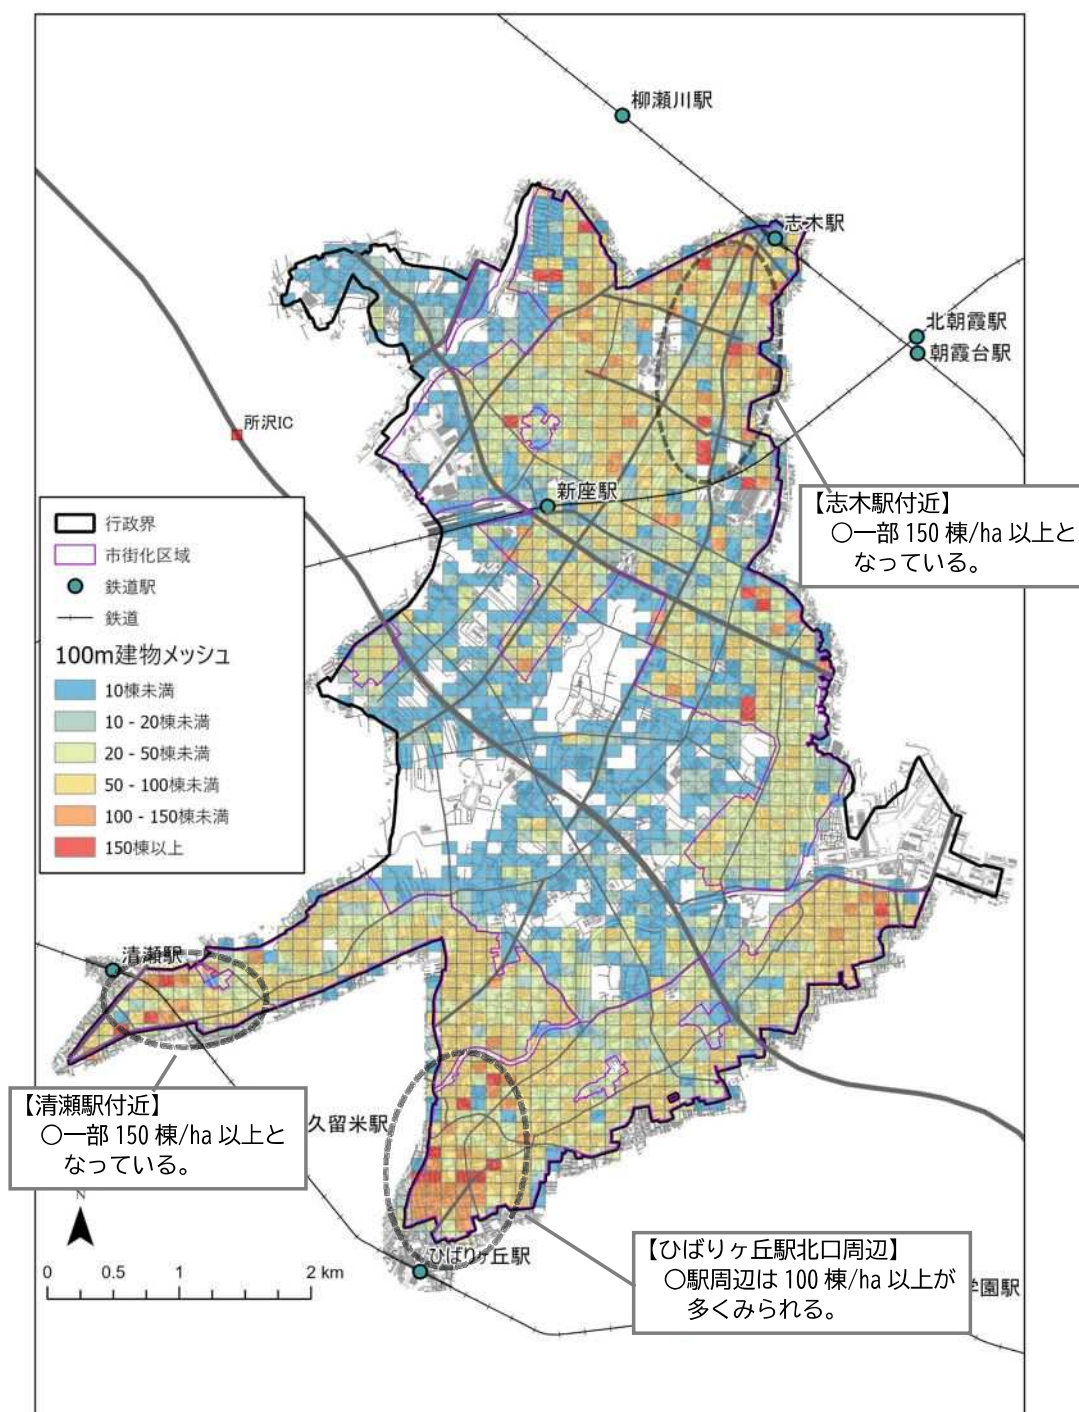 柳瀬川駅
志木駅
北朝霞駅
朝霞台駅
所沢IC
新座駅
【志木駅付近】
○一部 150 棟/ha 以上と
なっている。
行政界
市街化区域
鉄道駅
鉄道
100m建物メッシュ
10棟未満
10 - 20棟未満
20 - 50棟未満
50 - 100棟未満
100 - 150棟未満
150棟以上
清瀬駅
【清瀬駅付近】
○一部 150 棟/ha 以上と
なっている。
久留米駅
N
ひばりヶ丘駅
【ひばりヶ丘駅北口周辺】
○駅周辺は 100 棟/ha 以上が
多くみられる。
学園駅
0 0.5 1 2 km